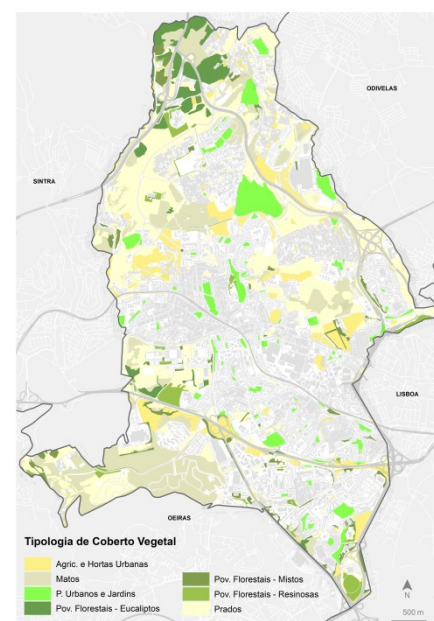 ODIVELAS
SINTRA
LISBOA
OEIRAS
Tipologia de Coberto Vegetal
Agric. e Hortas Urbanas
Matos
P. Urbanos e Jardins
Pov. Florestais - Eucaliptos
Pov. Florestais - Mistos
Pov. Florestais - Resinosas
Prados
N
500 m